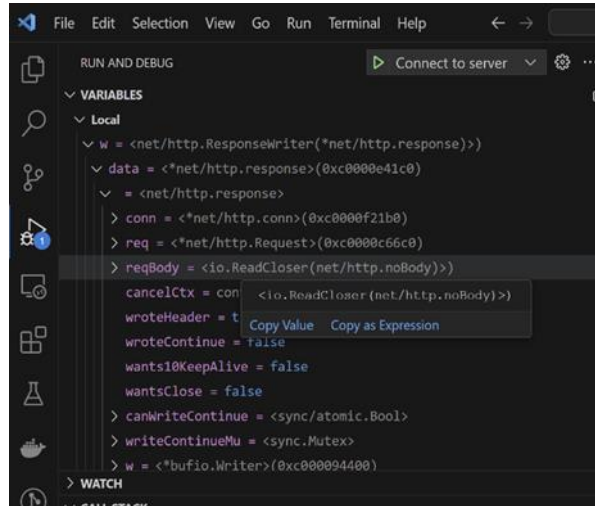 File Edit Selection View Go Run Terminal Help
RUN AND DEBUG
Connect to server
VARIABLES
Local
w = <net/http.ResponseWriter(*net/http.response)>)
data = <*net/http.response>(0xc0000e41c0)
= <net/http.response>
conn = <*net/http.conn>(0xc0000f21b0)
req = <*net/http.Request>(0xc0000c66c0)
reqBody = <io.ReadCloser(net/http.noBody)>)
cancelCtx = con
<io.ReadCloser(net/http.noBody)>)
wroteHeader = t
Copy Value Copy as Expression
wroteContinue = false
wants10KeepAlive = false
wantsClose = false
canWriteContinue = <sync/atomic.Bool>
writeContinueMu = <sync.Mutex>
w = <*bufio.Writer>(0xc000094400)
WATCH
CALL STACK
1